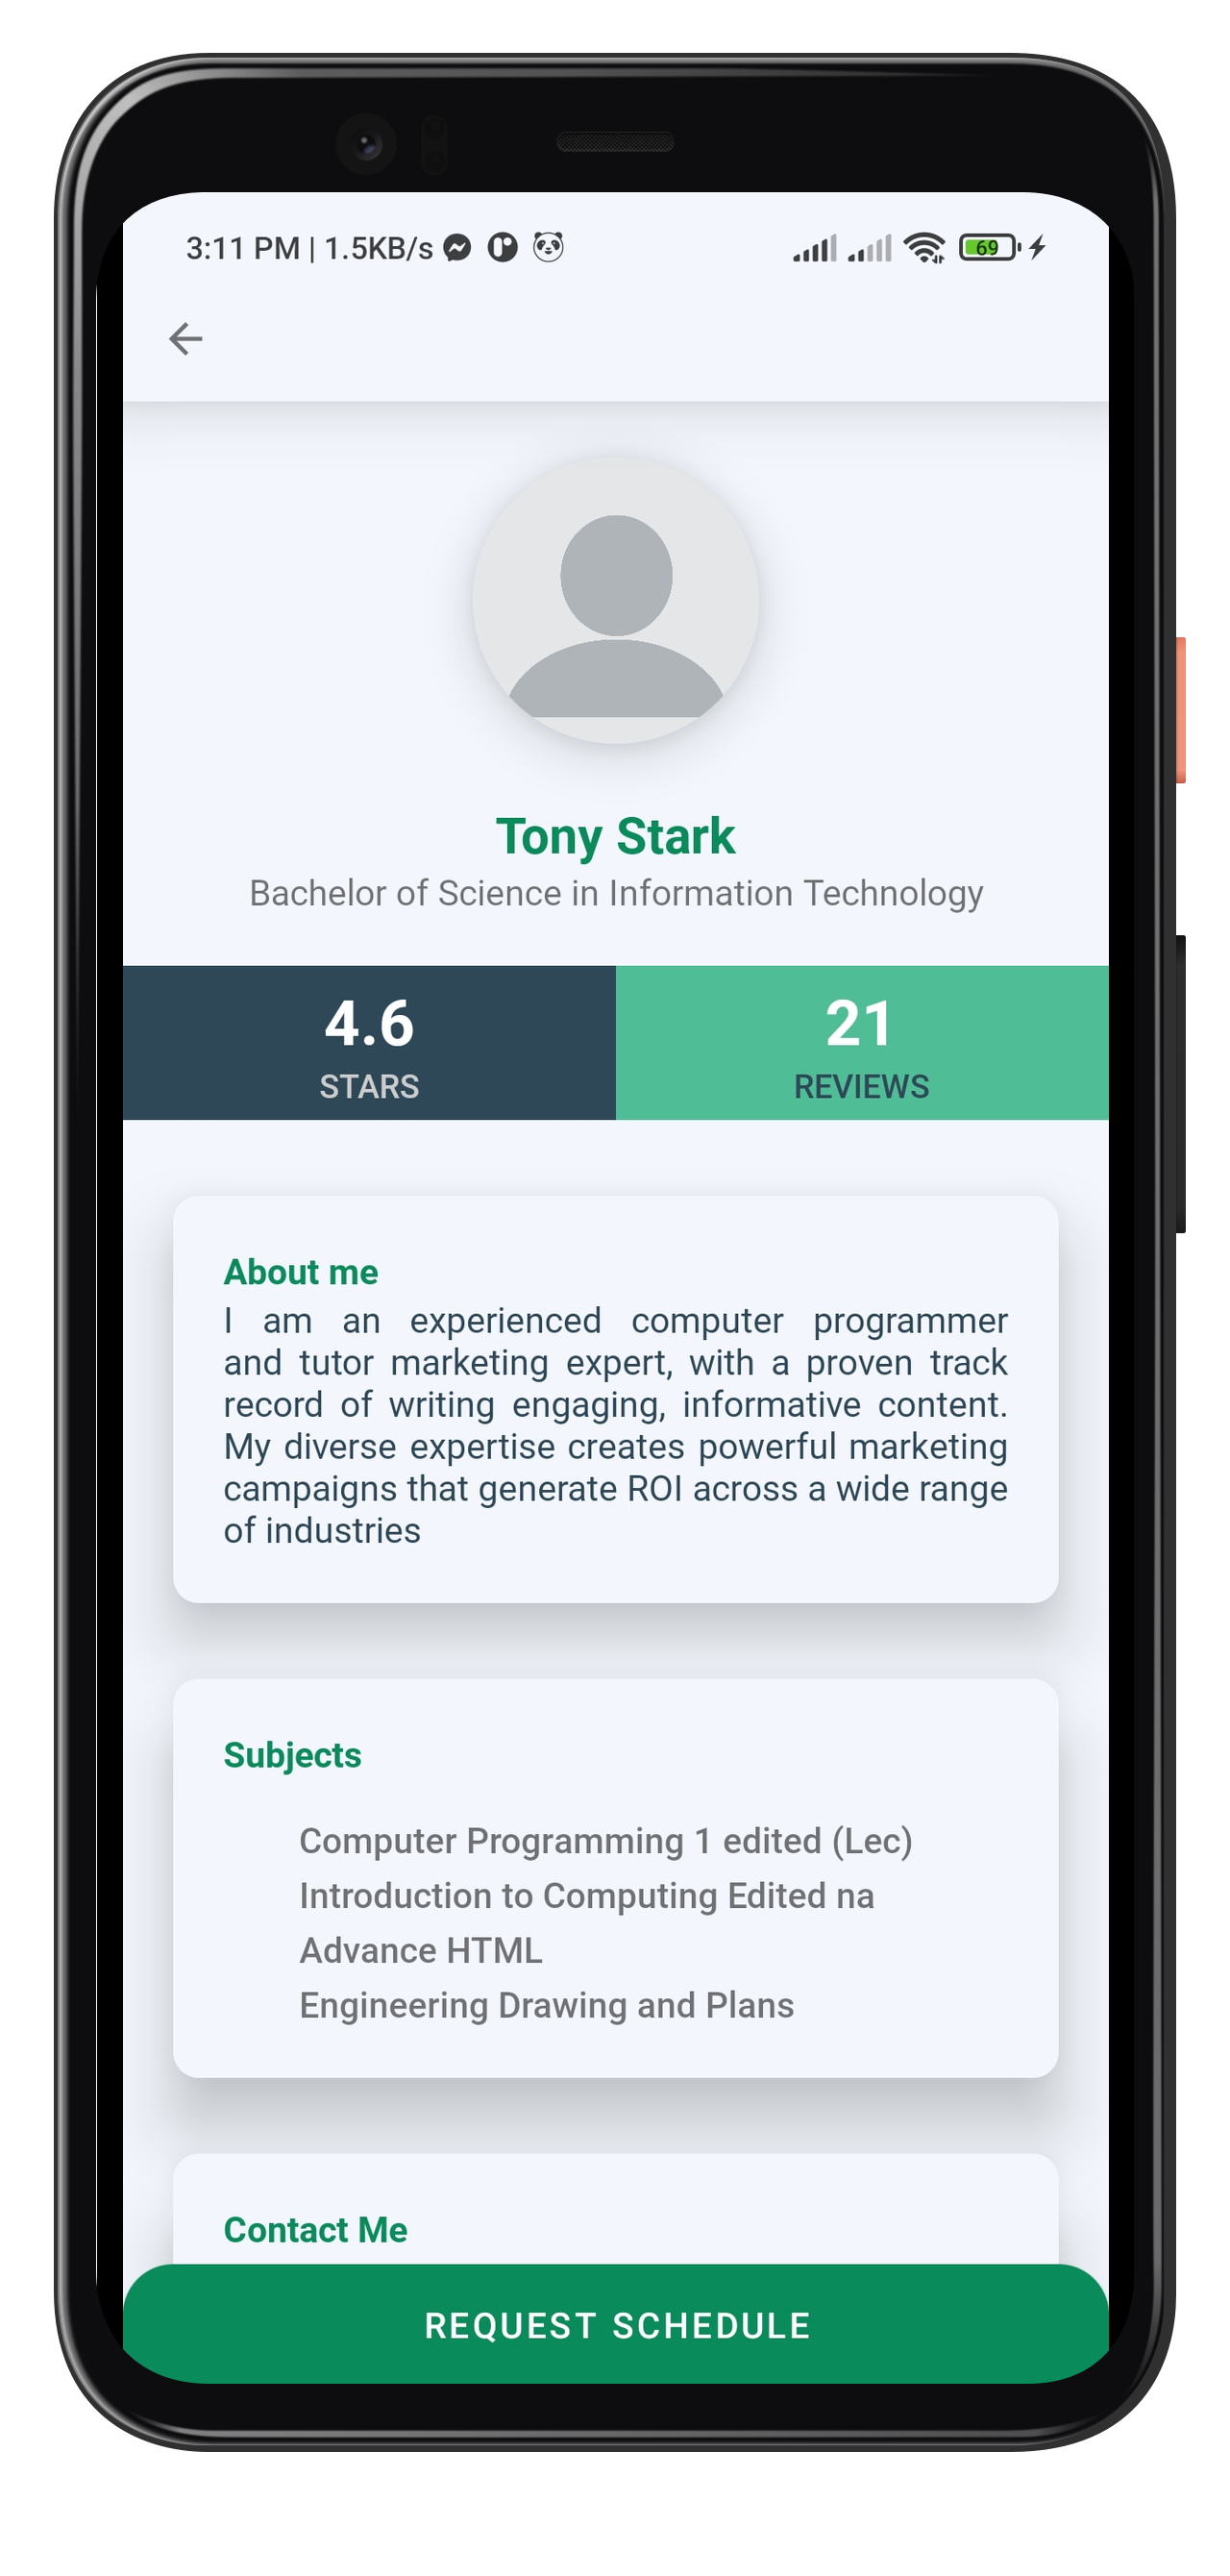 3:11 PM | 1.5KB/s
69
Tony Stark
Bachelor of Science in Information Technology
4.6
STARS
21
REVIEWS
About me
I am an experienced computer programmer
and tutor marketing expert, with a proven track
record of writing engaging, informative content.
My diverse expertise creates powerful marketing
campaigns that generate ROI across a wide range
of industries
Subjects
Computer Programming 1 edited (Lec)
Introduction to Computing Edited na
Advance HTML
Engineering Drawing and Plans
Contact Me
REQUEST SCHEDULE